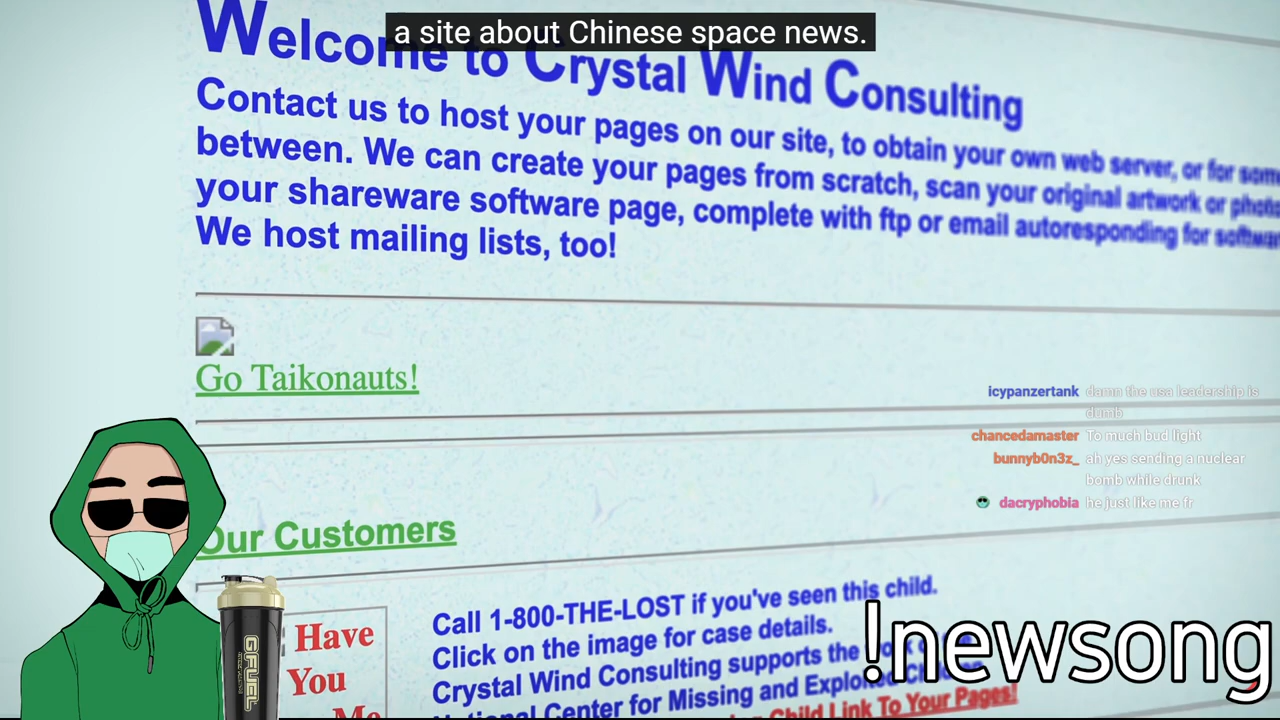 a site about Chinese space news.
Welcome to Crystal Wind Consulting
Contact us to host your pages on our site, to obtain your own web server, or for
between. We can create your pages from scratch, scan your original artwork or
your shareware software page, complete with ftp or email autoresponding for
We host mailing lists, too!
Go Taikonauts!
icypanzertank damn the usa leadership is
dumb
chancedamaster To much bud light
bunnyb0n3z_ ah yes sending a nuclear
bomb while drunk
dacryphobia he just like me fr
Our Customers
Have
You
Me
Call 1-800-THE-LOST if you've seen this child.
Click on the image for case details.
Crystal Wind Consulting supports the
National Center for Missing and Exploited
Child Link To Your Pages!
!newsong
GFUEL